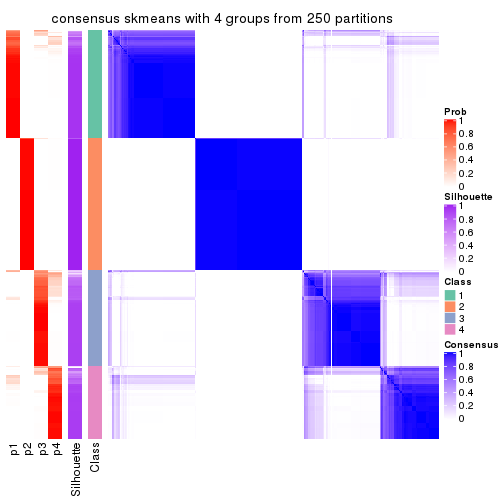 consensus skmeans with 4 groups from 250 partitions
Prob
1
0.8
0.6
0.4
0.2
0
Silhouette
1
0.8
0.6
0.4
0.2
0
Class
1
2
3
4
Consensus
1
0.8
0.6
0.4
0.2
0
p1
p2
p3
p4
Silhouette
Class